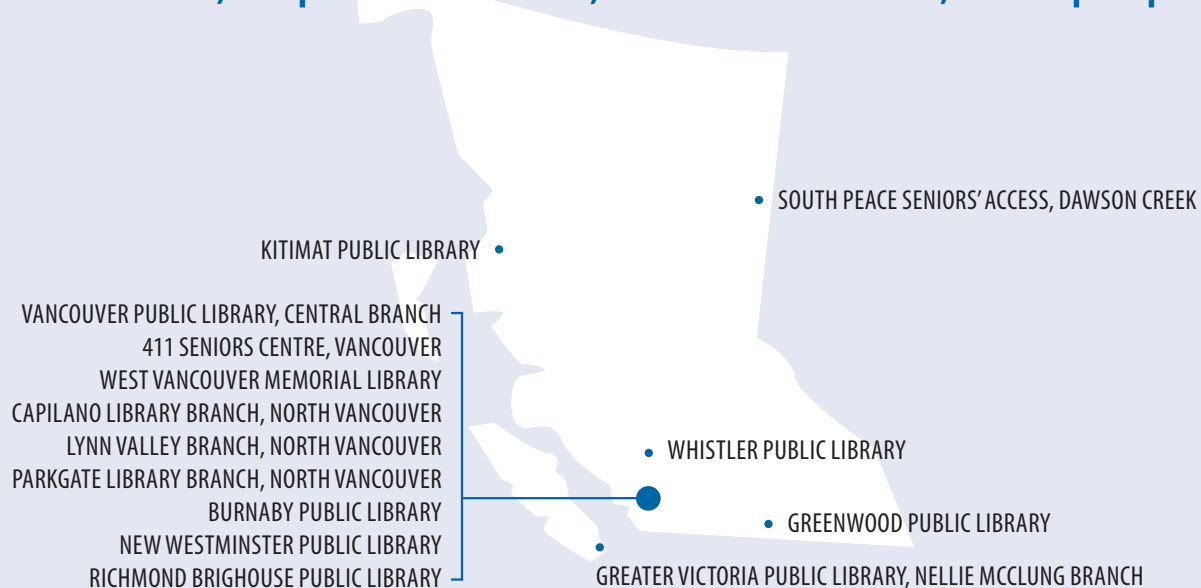 SOUTH PEACE SENIORS' ACCESS, DAWSON CREEK
KITIMAT PUBLIC LIBRARY
VANCOUVER PUBLIC LIBRARY, CENTRAL BRANCH
411 SENIORS CENTRE, VANCOUVER
WEST VANCOUVER MEMORIAL LIBRARY
CAPILANO LIBRARY BRANCH, NORTH VANCOUVER
LYNN VALLEY BRANCH, NORTH VANCOUVER
PARKGATE LIBRARY BRANCH, NORTH VANCOUVER
BURNABY PUBLIC LIBRARY
NEW WESTMINSTER PUBLIC LIBRARY
RICHMOND BRIGHOUSE PUBLIC LIBRARY
WHISTLER PUBLIC LIBRARY
GREENWOOD PUBLIC LIBRARY
GREATER VICTORIA PUBLIC LIBRARY, NELLIE MCCLUNG BRANCH